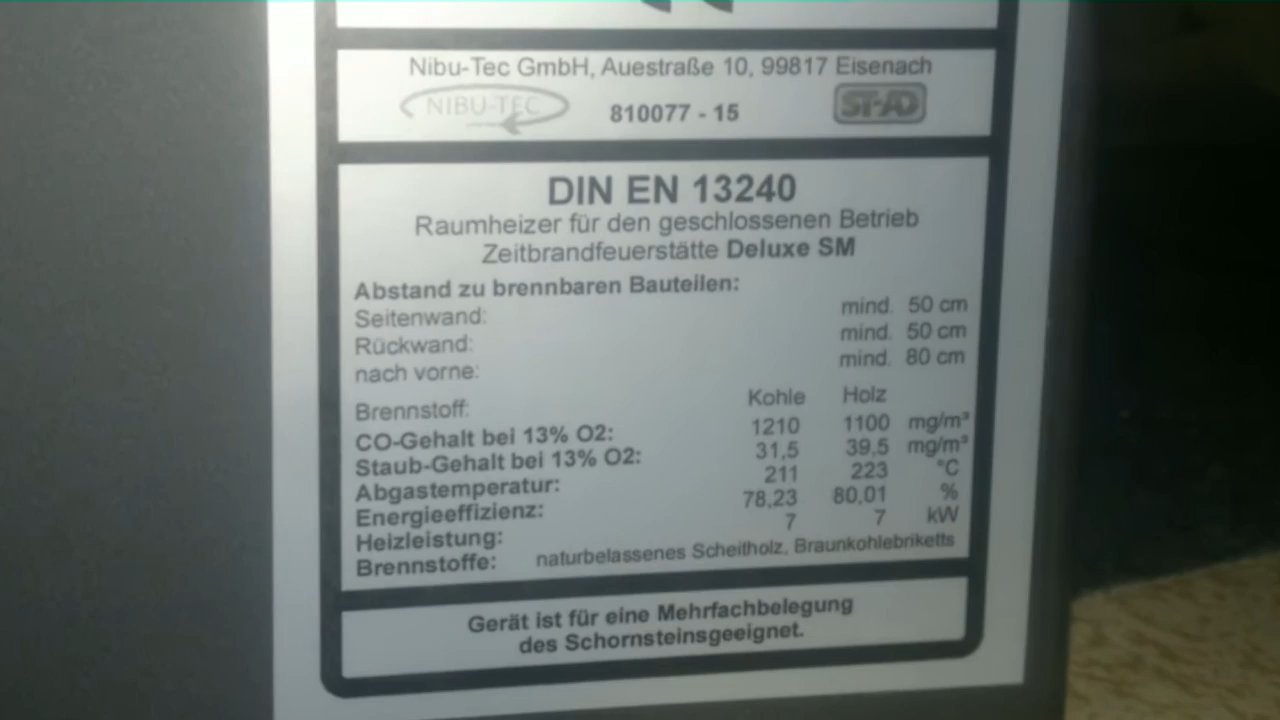 Nibu-Tec GmbH, Auestraße 10, 99817 Eisenach
NIBU-TEC 810077 - 15 ST-AD
DIN EN 13240
Raumheizer für den geschlossenen Betrieb
Zeitbrandfeuerstätte Deluxe SM
Abstand zu brennbaren Bauteilen:
Seitenwand: mind. 50 cm
Rückwand: mind. 50 cm
nach vorne: mind. 80 cm
Brennstoff: Kohle Holz
CO-Gehalt bei 13% O2: 1210 1100 mg/m³
Staub-Gehalt bei 13% O2: 31,5 39,5 mg/m³
Abgastemperatur: 211 223 °C
Energieeffizienz: 78,23 80,01 %
Heizleistung: 7 7 kW
Brennstoffe: naturbelassenes Scheitholz, Braunkohlebriketts
Gerät ist für eine Mehrfachbelegung
des Schornsteinsgeeignet.